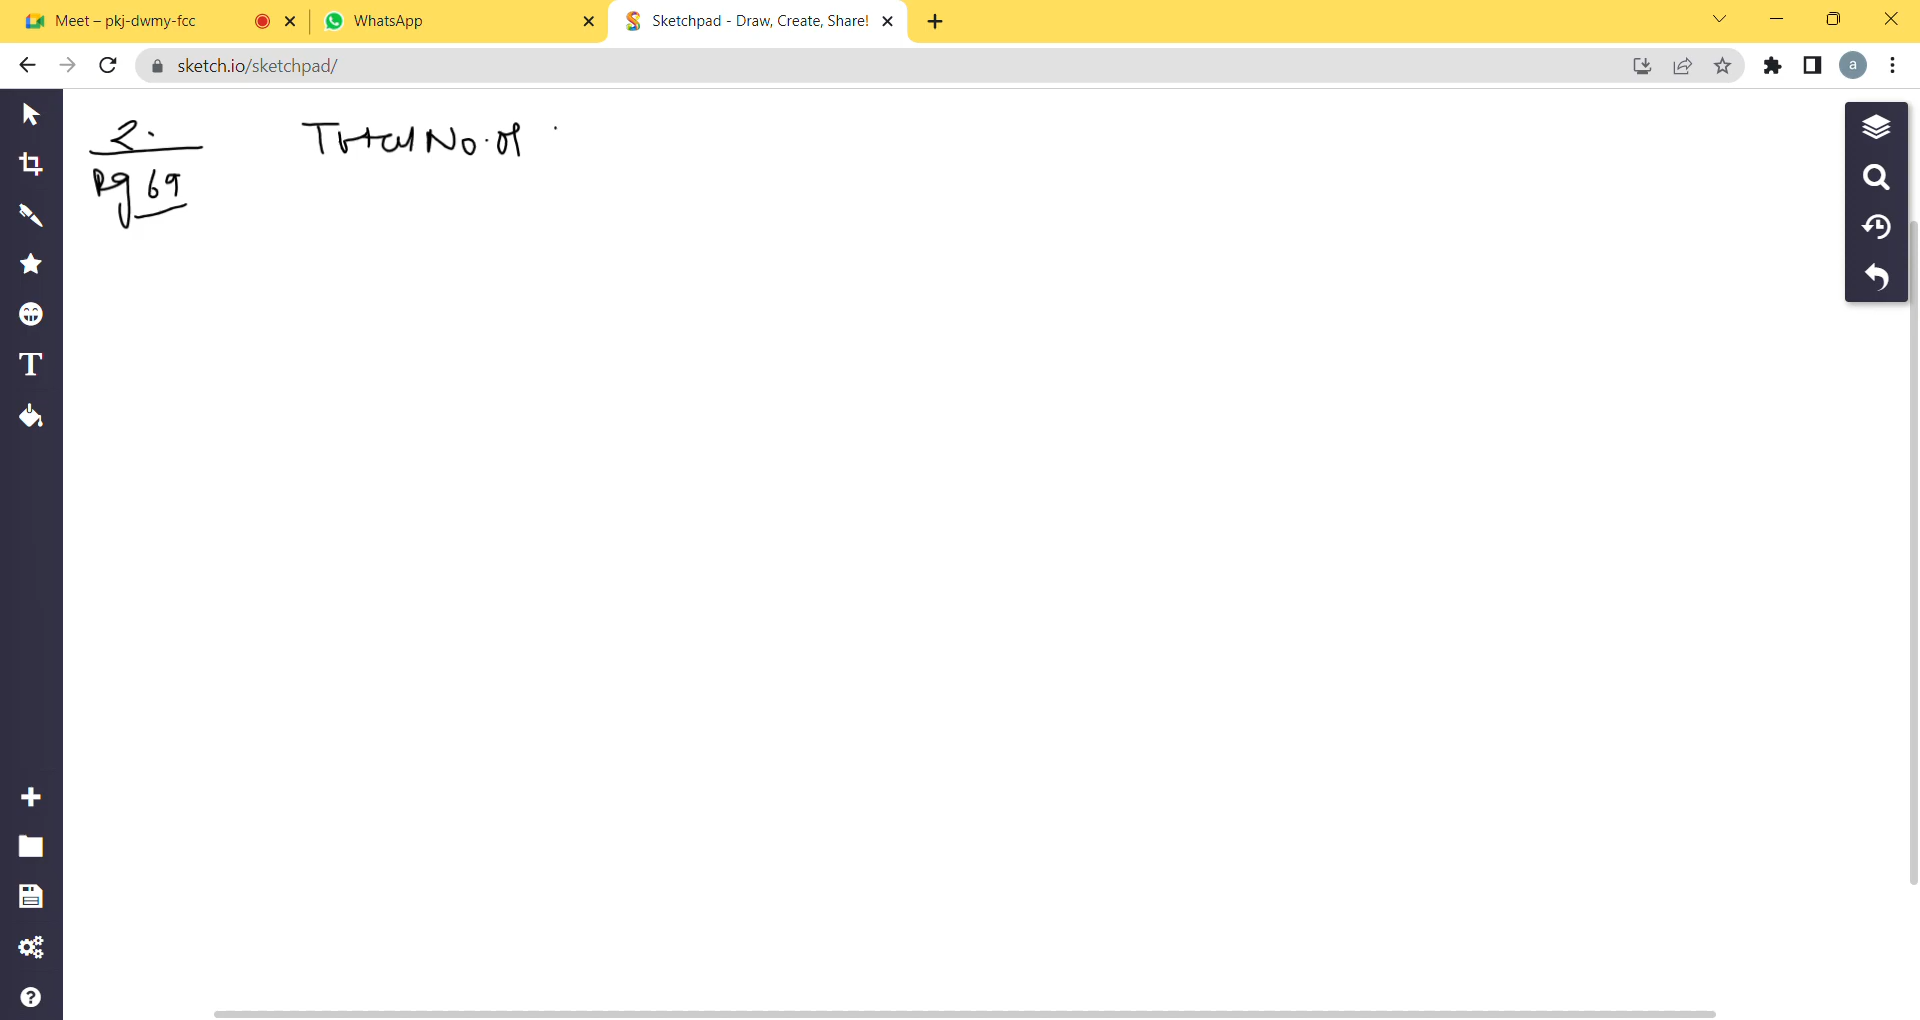 Meet – pkj-dwmy-fcc
WhatsApp
Sketchpad - Draw, Create, Share!
sketch.io/sketchpad/
a
2.
Pg 69
Total No. of
T
?